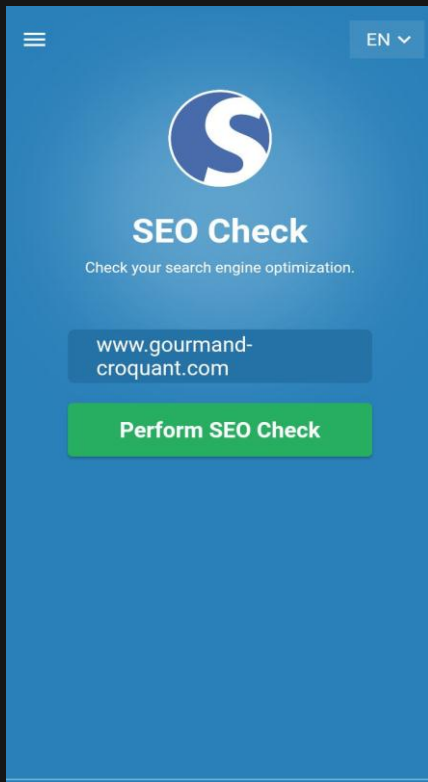 EN
SEO Check
Check your search engine optimization.
www.gourmand-
croquant.com
Perform SEO Check